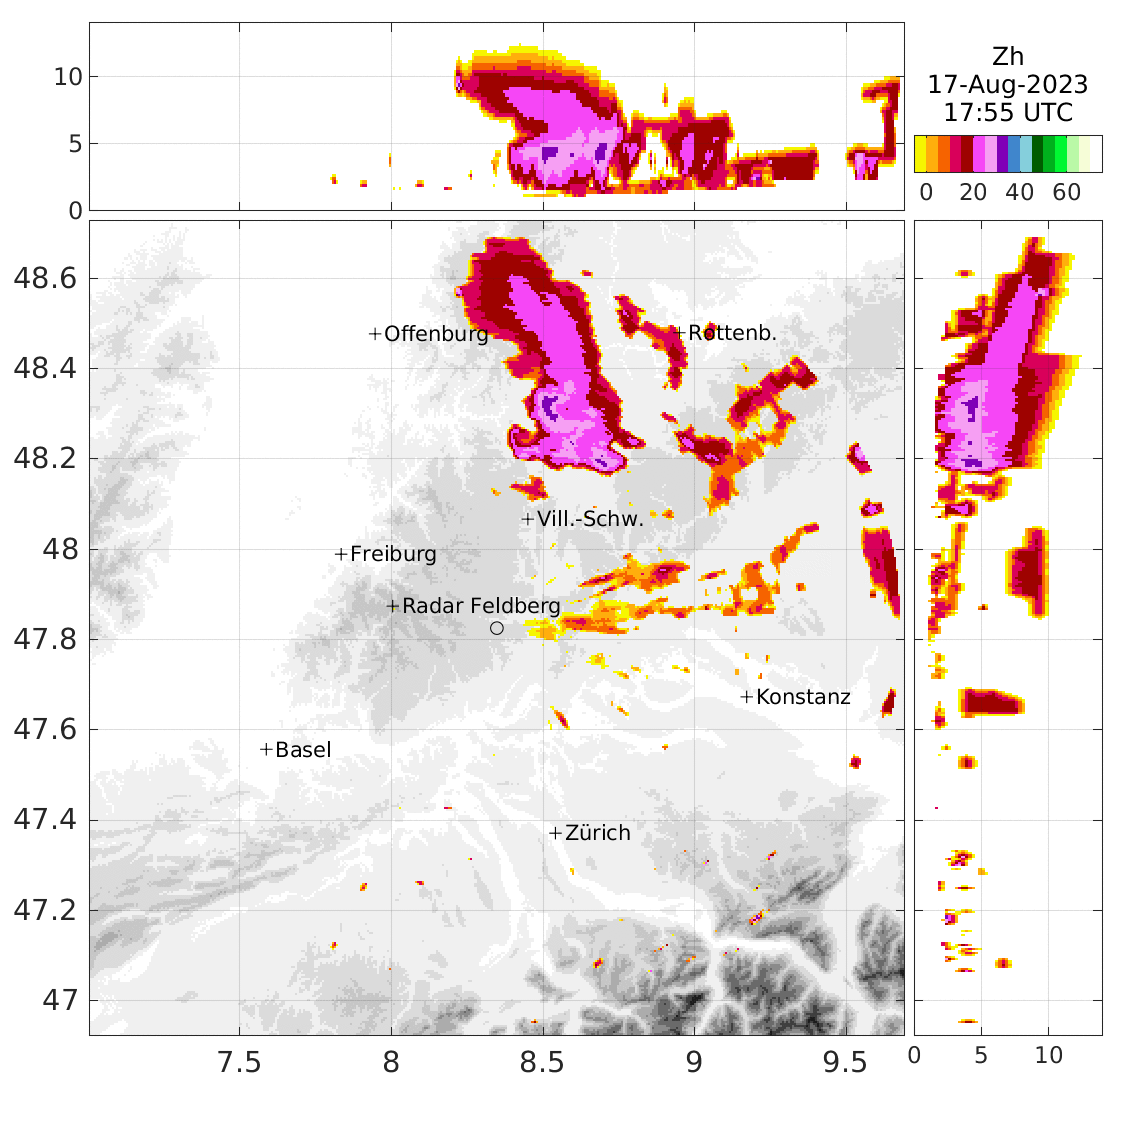 10
5
0
Zh
17-Aug-2023
17:55 UTC
0 20 40 60
48.6
48.4
48.2
48
47.8
47.6
47.4
47.2
47
Offenburg
Rottenb.
Vill.-Schw.
Freiburg
Radar Feldberg
Konstanz
Basel
Zürich
7.5 8 8.5 9 9.5
0 5 10